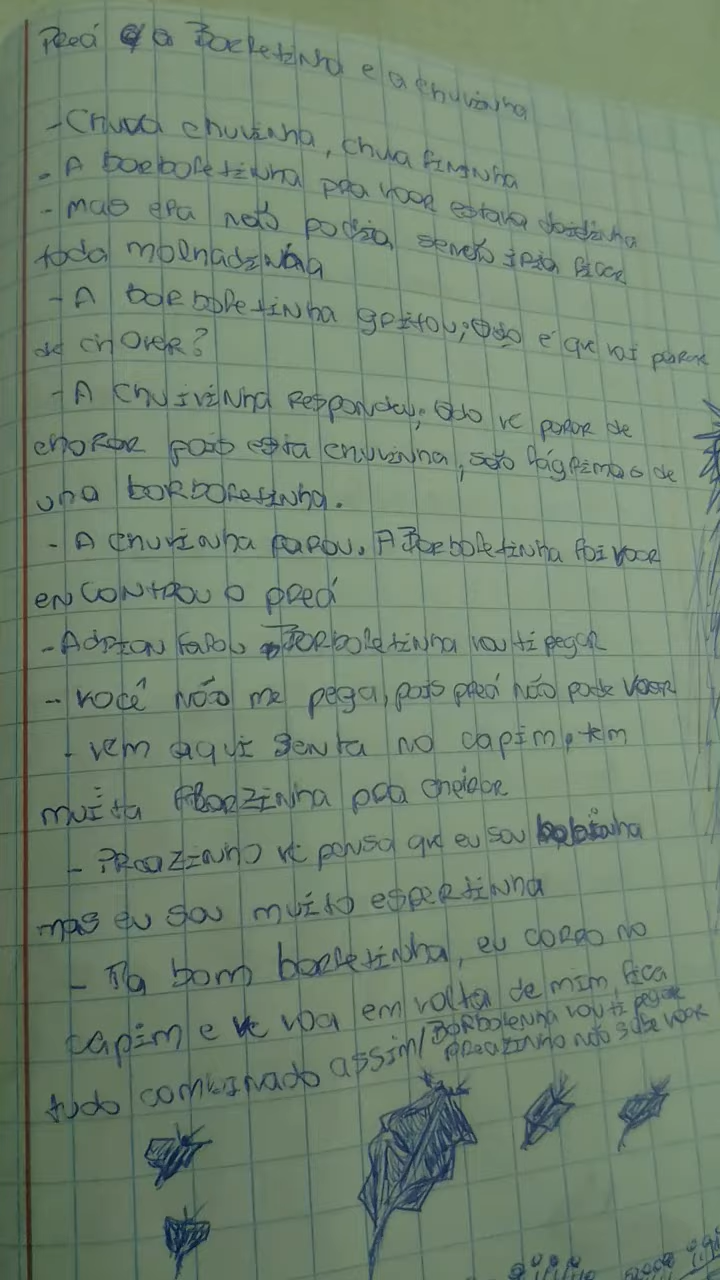 Preá e a Borletinha e a chuvinha
- Chuva chuvinha, chuva fininha
- A borboletinha pra voar estava doidinha
- mas ela não podia, senão iria ficar
toda molhadinha
- A borboletinha gritou; Qdo é que vai parar
de chover?
- A chuivinha respondeu; Qdo vc parar de
chorar pois esta chuvinha, são lágrimas de
uma borboletinha.
- A chuvinha parou. A Borboletinha foi voar
encontrou o preá
- Adrian falou Borboletinha vou ti pegar
- você não me pega, pois preá não pode voar
- vem aqui senta no capim, tem
muita florzinha pra cheirar
- Preazinho vc pensa que eu sou bobinha
mas eu sou muito espertinha
- Ta bom borletinha, eu corro no
capim e vc voa em volta de mim, fica
tudo combinado assim/ Borbolenha vou ti pegar
preazinho não sabe voar